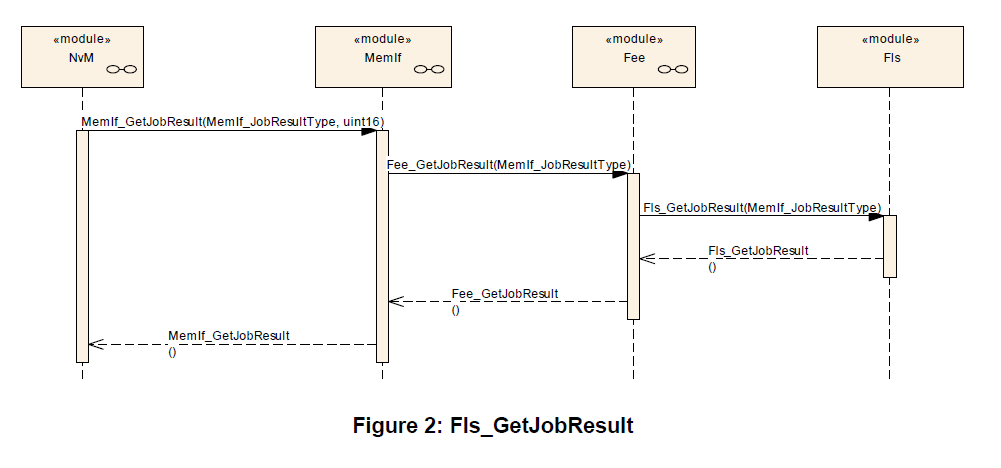 «module»
NvM
«module»
MemIf
«module»
Fee
«module»
Fls
MemIf_GetJobResult(MemIf_JobResultType, uint16)
Fee_GetJobResult(MemIf_JobResultType)
Fls_GetJobResult(MemIf_JobResultType)
Fls_GetJobResult
()
Fee_GetJobResult
()
MemIf_GetJobResult
()
Figure 2: Fls_GetJobResult